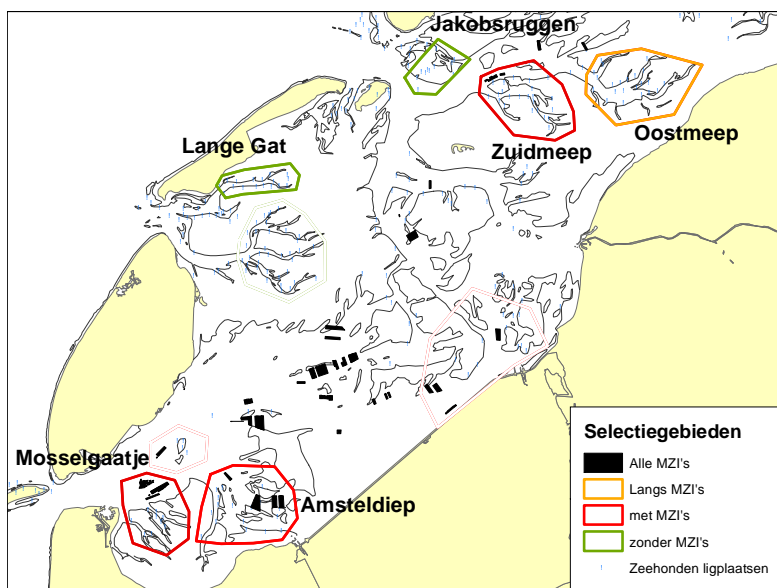 Jakobsruggen
Oostmeep
Zuidmeep
Lange Gat
Mosselgaatje
Amsteldiep
Selectiegebieden
Alle MZI's
Langs MZI's
met MZI's
zonder MZI's
Zeehonden ligplaatsen